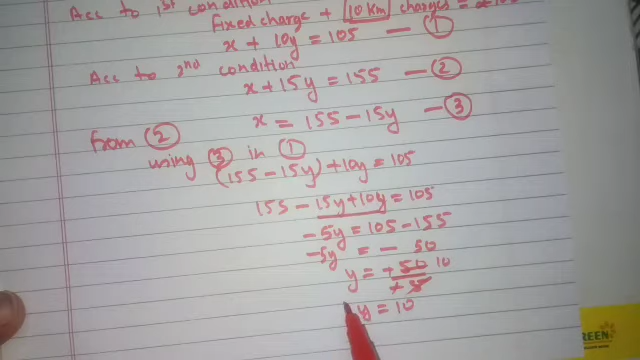 Acc to 1st condition
fixed charge + 10 Km charges = 105
x + 10y = 105 — ①
Acc to 2nd condition
x + 15y = 155 — ②
from ② x = 155 - 15y — ③
using ③ in ①
(155 - 15y) + 10y = 105
155 - 15y + 10y = 105
-5y = 105 - 155
-5y = - 50
y = +50 10
+5
y = 10
REEN